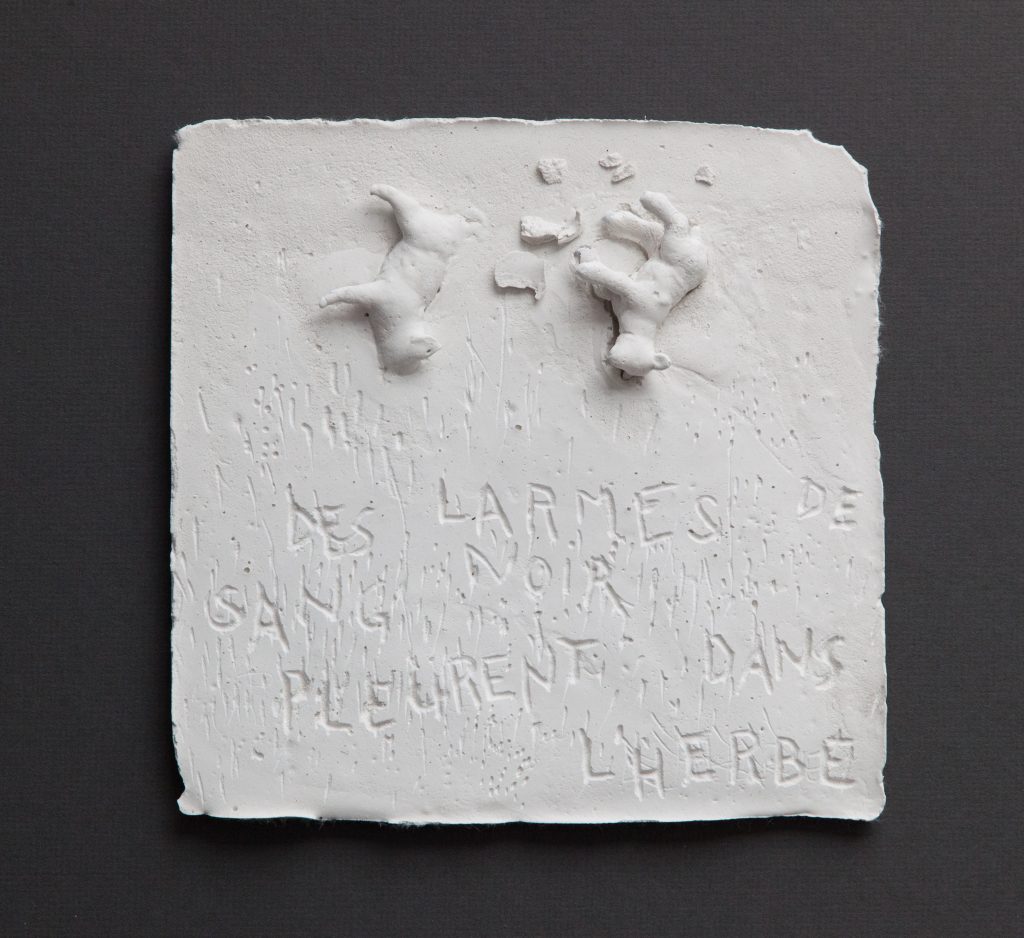 DES LARMES DE
SANG NOIR
PLEURENT DANS
LHERBE